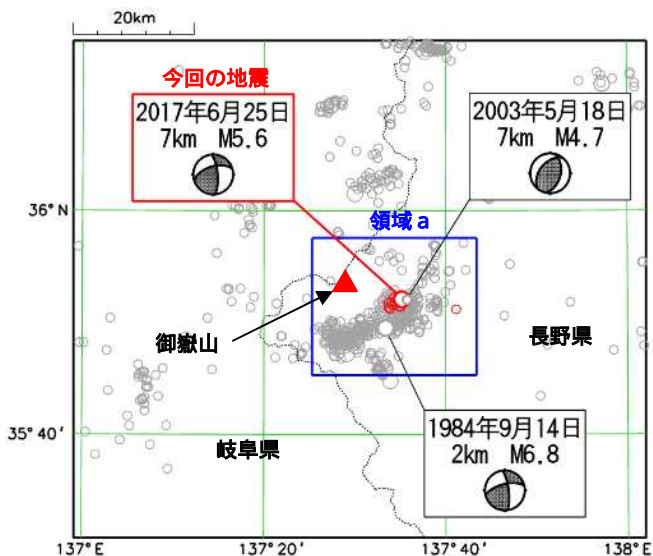 20km
今回の地震
2017年6月25日
7km M5.6
2003年5月18日
7km M4.7
36°N
領域a
御嶽山
長野県
35°40′
岐阜県
1984年9月14日
2km M6.8
137°E
137°20′
137°40′
138°E